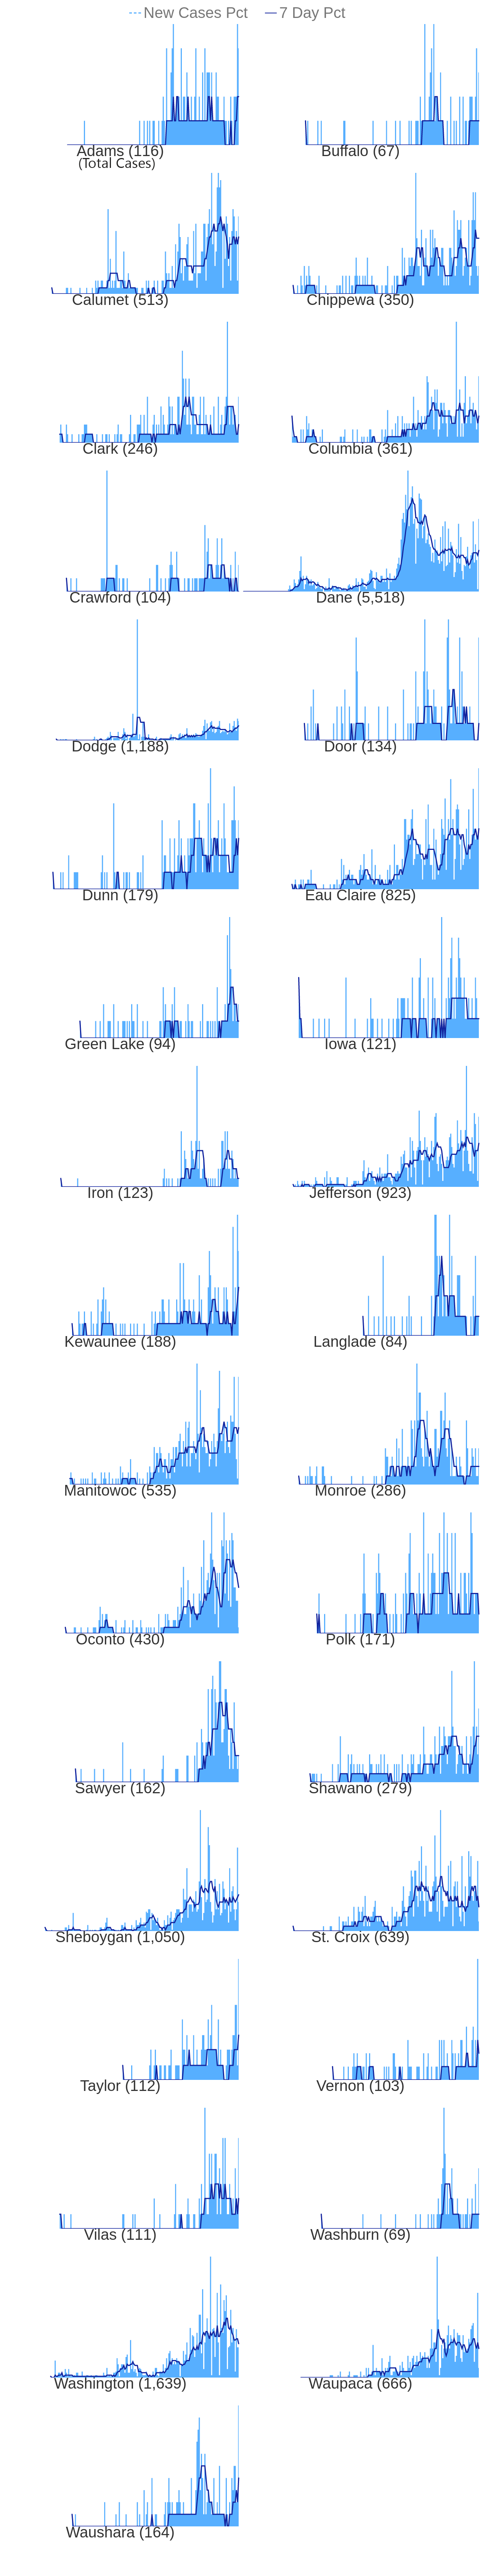 New Cases Pct 7 Day Pct
Adams (116) Buffalo (67)
(Total Cases)
Calumet (513) Chippewa (350)
Clark (246) Columbia (361)
Crawford (104) Dane (5,518)
Dodge (1,188) Door (134)
Dunn (179) Eau Claire (825)
Green Lake (94) Iowa (121)
Iron (123) Jefferson (923)
Kewaunee (188) Langlade (84)
Manitowoc (535) Monroe (286)
Oconto (430) Polk (171)
Sawyer (162) Shawano (279)
Sheboygan (1,050) St. Croix (639)
Taylor (112) Vernon (103)
Vilas (111) Washburn (69)
Washington (1,639) Waupaca (666)
Waushara (164)